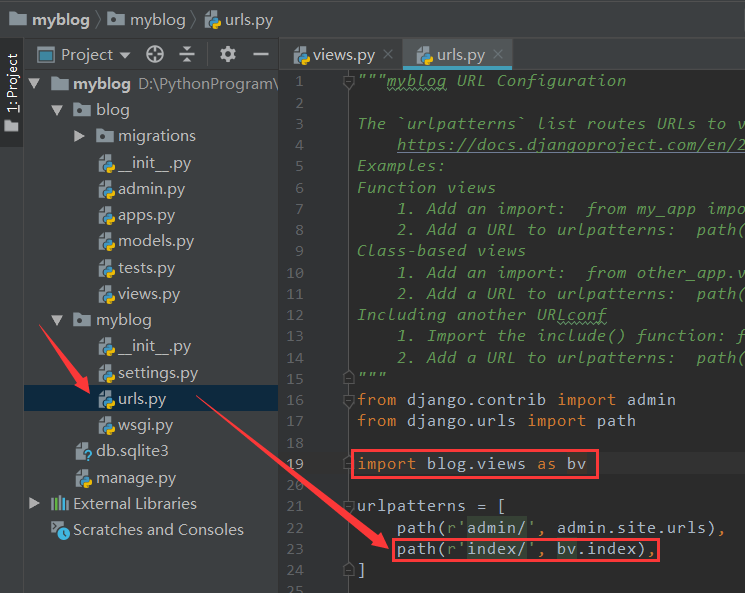 myblog myblog urls.py
1: Project
Project
views.py urls.py
myblog D:\PythonProgram\
blog
migrations
__init__.py
admin.py
apps.py
models.py
tests.py
views.py
myblog
__init__.py
settings.py
urls.py
wsgi.py
db.sqlite3
manage.py
External Libraries
Scratches and Consoles
1 """myblog URL Configuration
2
3 The `urlpatterns` list routes URLs to v
4 https://docs.djangoproject.com/en/2
5 Examples:
6 Function views
7 1. Add an import:  from my_app impo
8 2. Add a URL to urlpatterns:  path(
9 Class-based views
10 1. Add an import:  from other_app.v
11 2. Add a URL to urlpatterns:  path(
12 Including another URLconf
13 1. Import the include() function: f
14 2. Add a URL to urlpatterns:  path(
15 """
16 from django.contrib import admin
17 from django.urls import path
18
19 import blog.views as bv
20
21 urlpatterns = [
22 path(r'admin/', admin.site.urls),
23 path(r'index/', bv.index),
24 ]
25